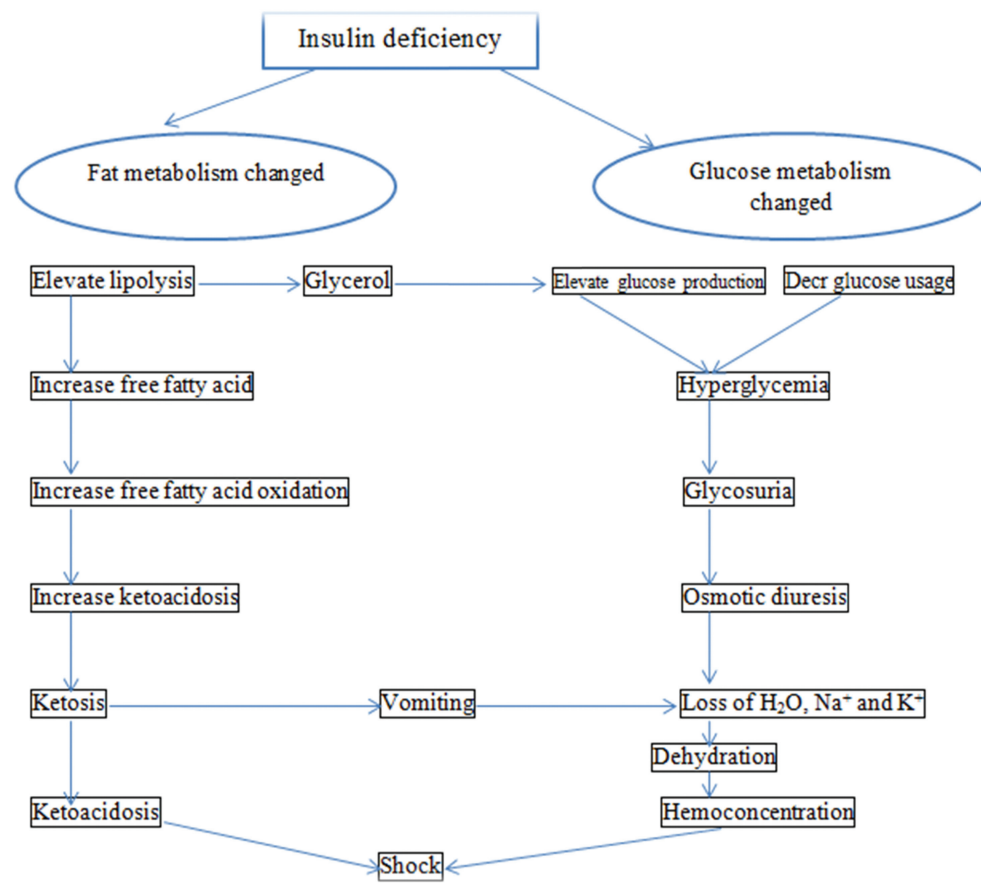 Insulin deficiency
Fat metabolism changed
Glucose metabolism
changed
Elevate lipolysis
Glycerol
Elevate glucose production
Decr glucose usage
Increase free fatty acid
Hyperglycemia
Increase free fatty acid oxidation
Glycosuria
Increase ketoacidosis
Osmotic diuresis
Ketosis
Vomiting
Loss of H₂O, Na⁺ and K⁺
Dehydration
Ketoacidosis
Hemoconcentration
Shock